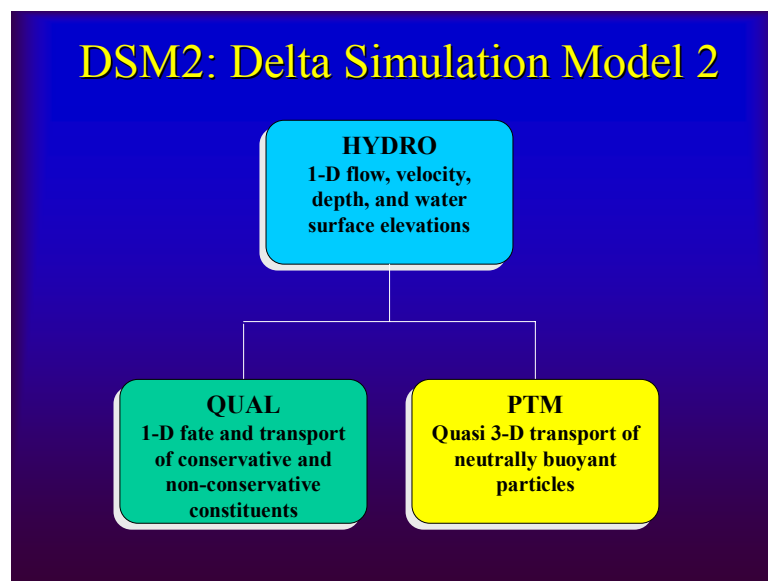 DSM2: Delta Simulation Model 2
HYDRO
1-D flow, velocity,
depth, and water
surface elevations
QUAL
1-D fate and transport
of conservative and
non-conservative
constituents
PTM
Quasi 3-D transport of
neutrally buoyant
particles